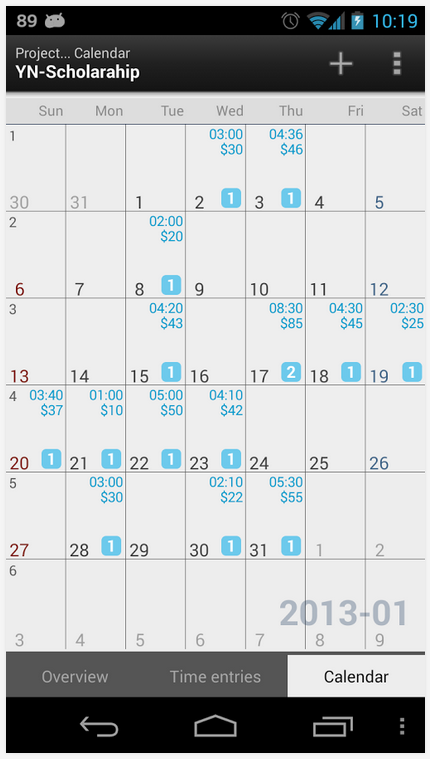 89 10:19
Project... Calendar
YN-Scholarahip
Sun Mon Tue Wed Thu Fri Sat
1 03:00 04:36
$30 $46
1 1
30 31 1 2 3 4 5
2 02:00
$20
1
6 7 8 9 10 11 12
3 04:20 08:30 04:30 02:30
$43 $85 $45 $25
1 2 1 1
13 14 15 16 17 18 19
4 03:40 01:00 05:00 04:10
$37 $10 $50 $42
1 1 1 1
20 21 22 23 24 25 26
5 03:00 02:10 05:30
$30 $22 $55
1 1 1
27 28 29 30 31 1 2
6
2013-01
3 4 5 6 7 8 9
Overview Time entries Calendar